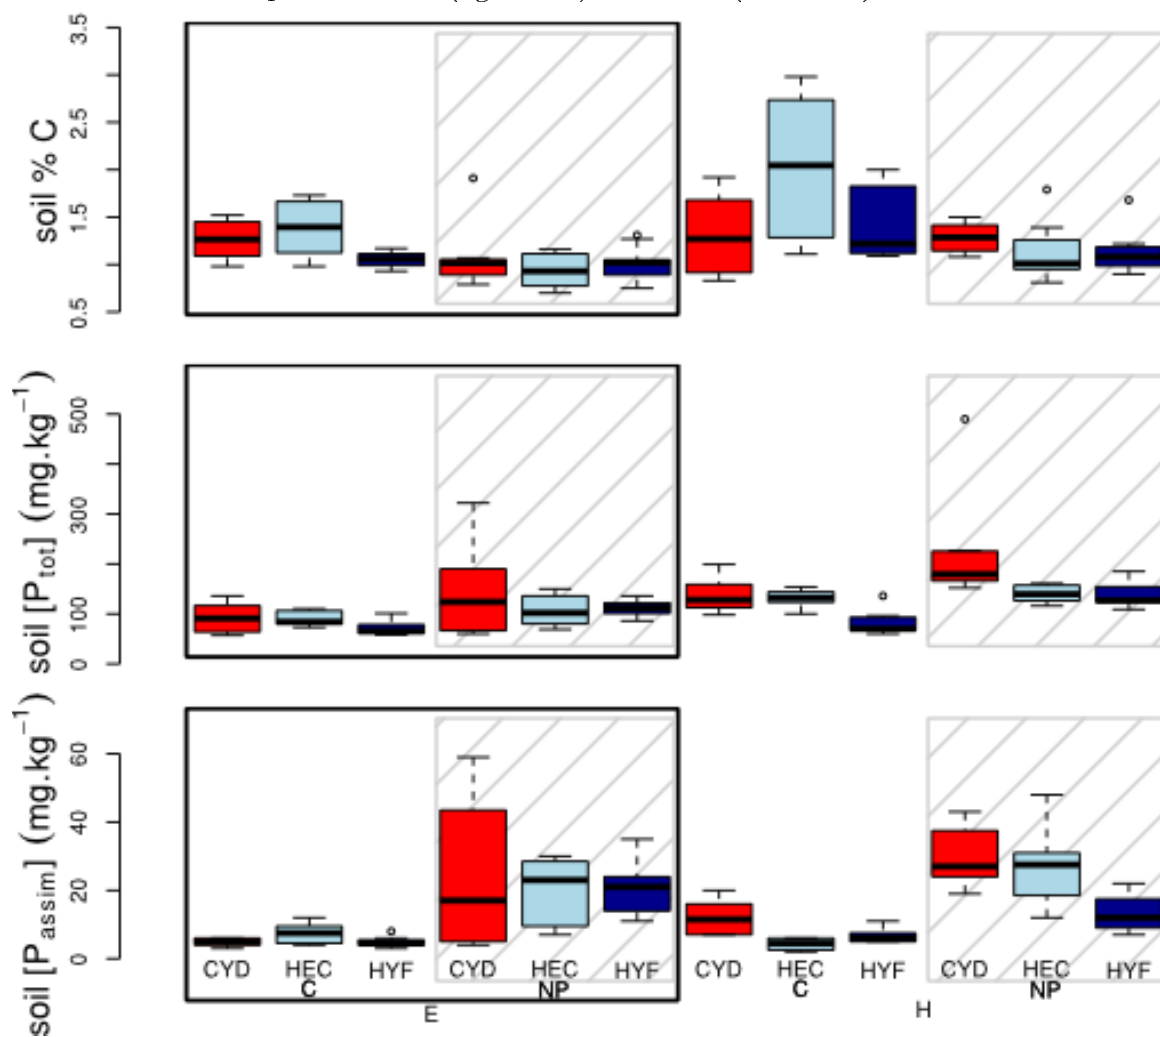 soil % C
0.5 1.5 2.5 3.5
soil [Ptot] (mg.kg−1)
0 100 300 500
soil [Passim] (mg.kg−1)
0 20 40 60
CYD HEC HYF CYD HEC HYF CYD HEC HYF CYD HEC HYF
C NP C NP
E H